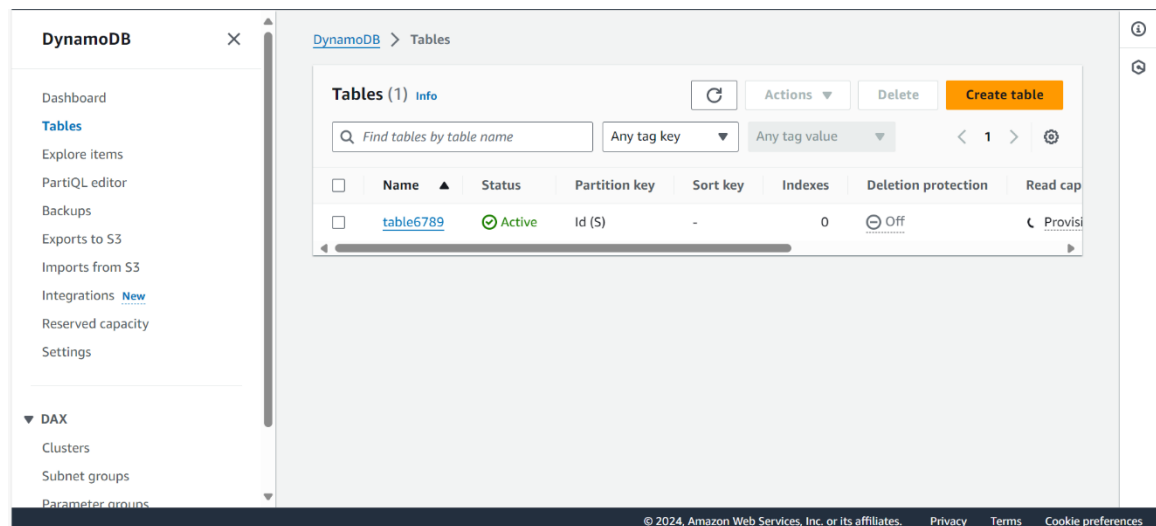 DynamoDB
Dashboard
Tables
Explore items
PartiQL editor
Backups
Exports to S3
Imports from S3
Integrations New
Reserved capacity
Settings
DAX
Clusters
Subnet groups
Parameter groups
DynamoDB > Tables
Tables (1) Info
Actions
Delete
Create table
Find tables by table name
Any tag key
Any tag value
1
Name Status Partition key Sort key Indexes Deletion protection Read cap
table6789 Active Id (S) - 0 Off Provisi
© 2024, Amazon Web Services, Inc. or its affiliates. Privacy Terms Cookie preferences